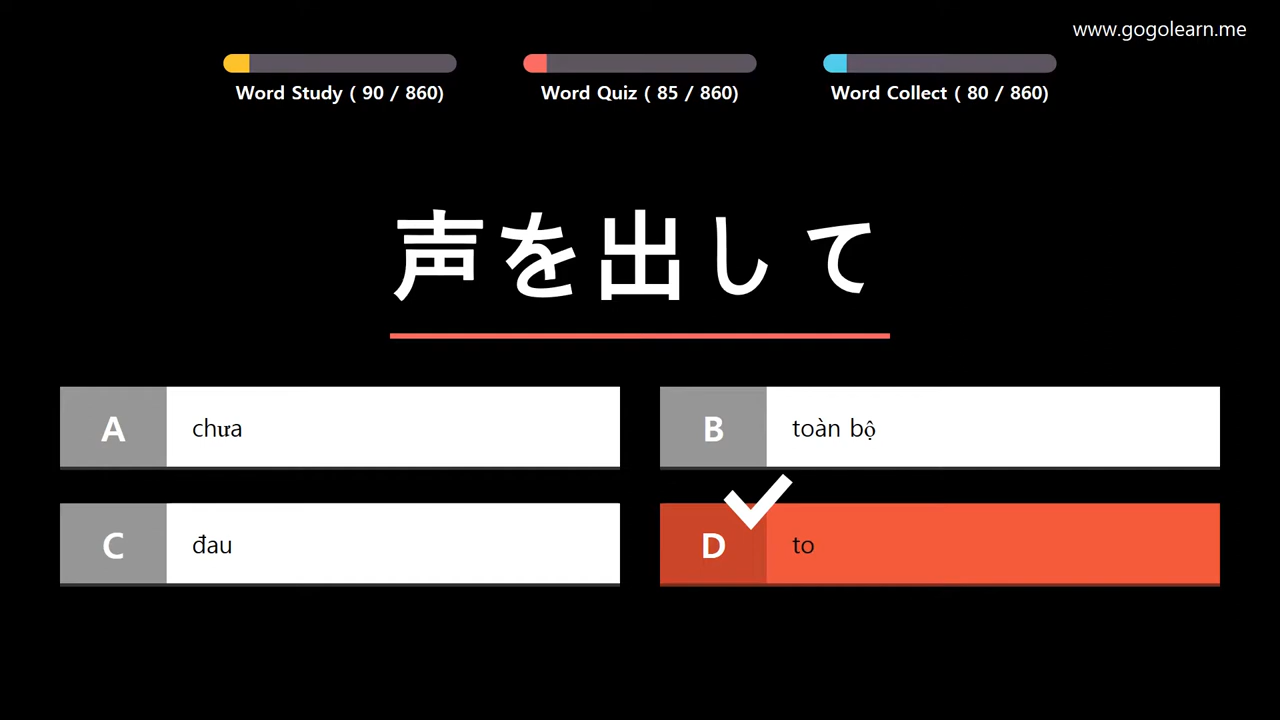 www.gogolearn.me
Word Study ( 90 / 860)
Word Quiz ( 85 / 860)
Word Collect ( 80 / 860)
声を出して
A chưa
B toàn bộ
C đau
D to